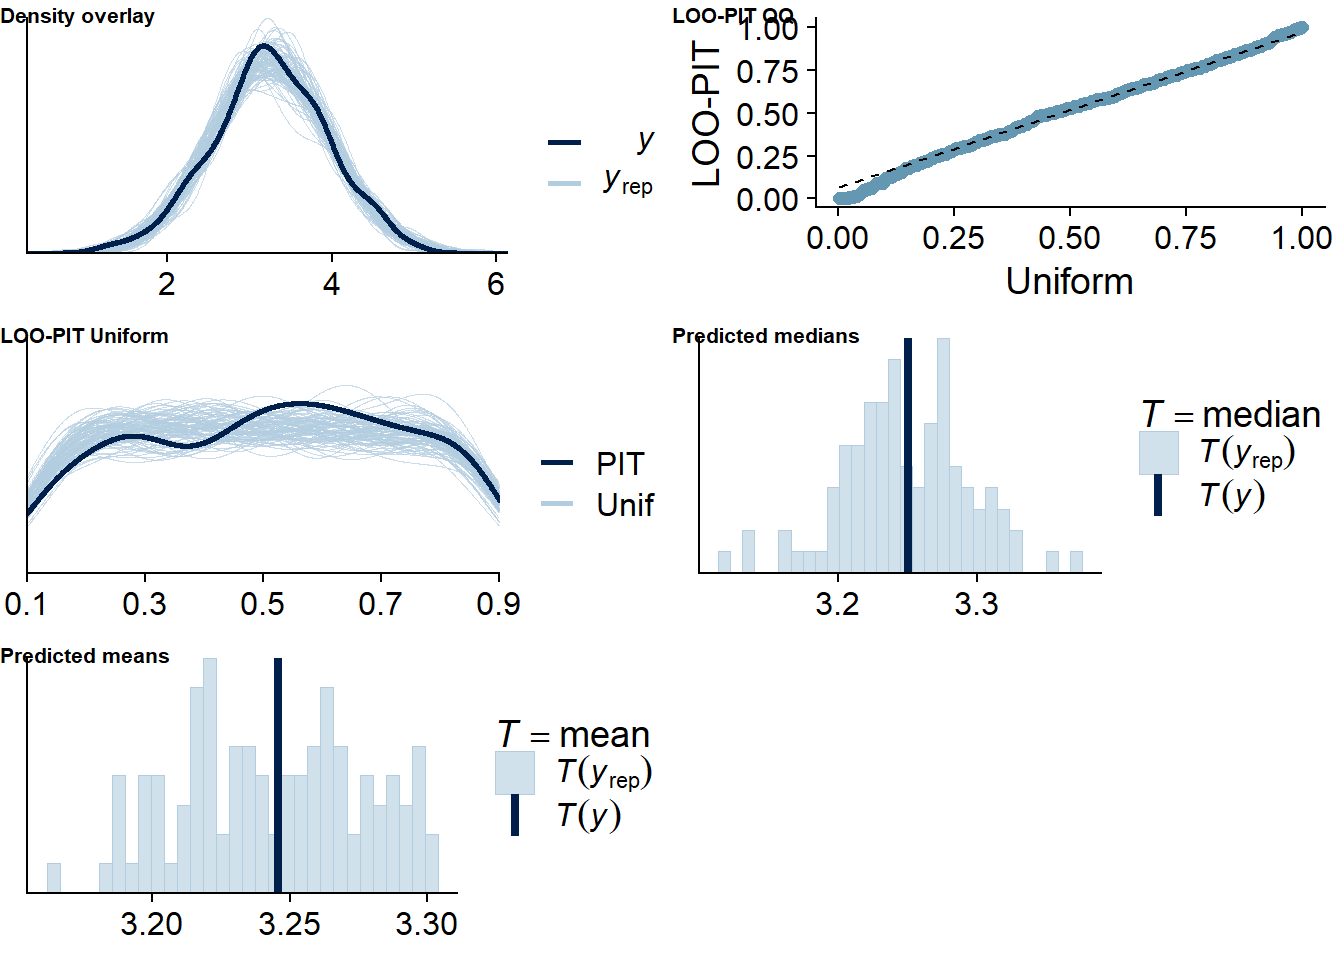 Density overlay
y
y rep
2 4 6
LOO-PIT QQ
LOO-PIT
1.00
0.75
0.50
0.25
0.00
0.00 0.25 0.50 0.75 1.00
Uniform
LOO-PIT Uniform
PIT
Unif
0.1 0.3 0.5 0.7 0.9
Predicted medians
T = median
T(y rep)
T(y)
3.2 3.3
Predicted means
T = mean
T(y rep)
T(y)
3.20 3.25 3.30